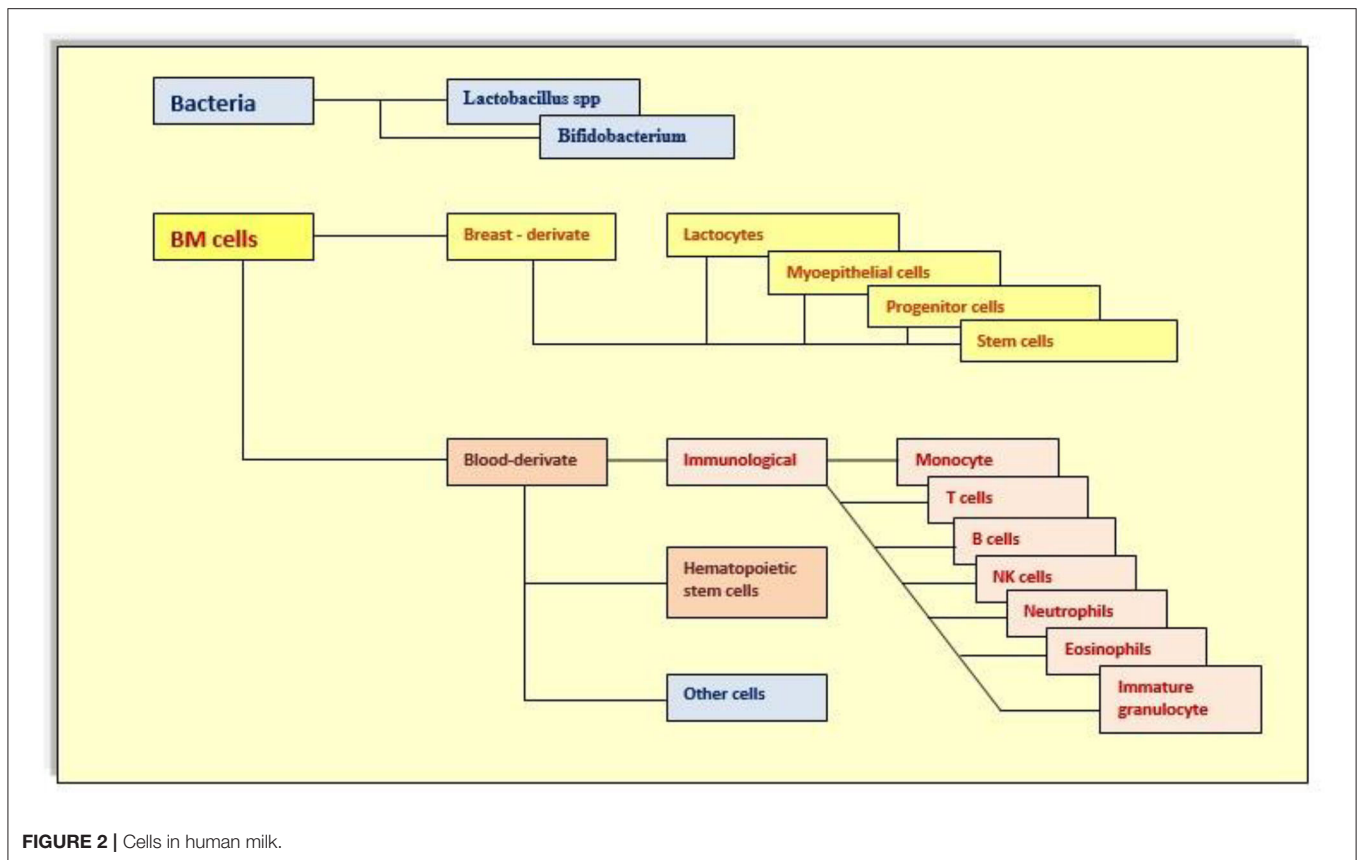 Bacteria
Lactobacillus spp
Bifidobacterium
BM cells
Breast - derivate
Lactocytes
Myoepithelial cells
Progenitor cells
Stem cells
Blood-derivate
Immunological
Monocyte
T cells
B cells
NK cells
Neutrophils
Eosinophils
Immature
granulocyte
Hematopoietic
stem cells
Other cells
FIGURE 2 | Cells in human milk.